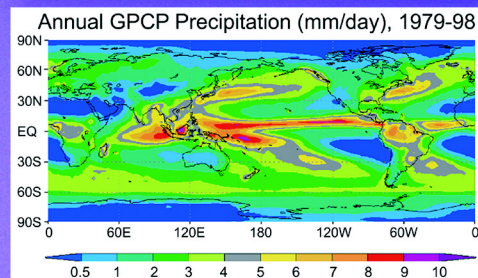 Annual GPCP Precipitation (mm/day), 1979-98
90N
60N
30N
EQ
30S
60S
90S
0 60E 120E 180 120W 60W 0
0.5 1 2 3 4 5 6 7 8 9 10